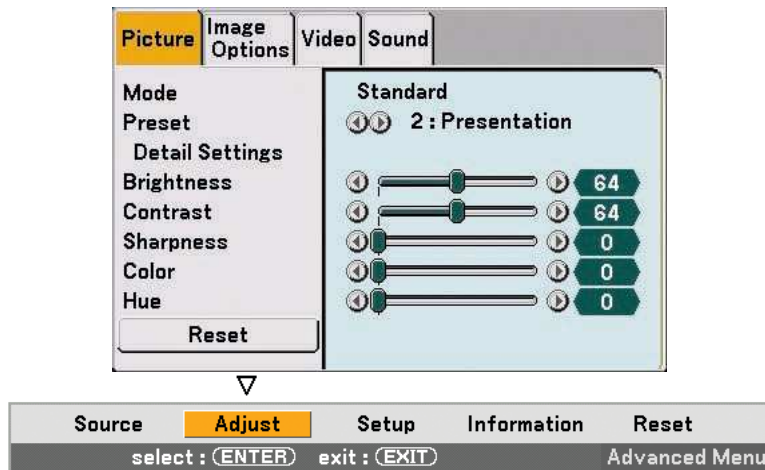 Picture Image Options Video Sound
Mode Standard
Preset 2 : Presentation
Detail Settings
Brightness 64
Contrast 64
Sharpness 0
Color 0
Hue 0
Reset
Source Adjust Setup Information Reset
select : ENTER exit : EXIT Advanced Menu